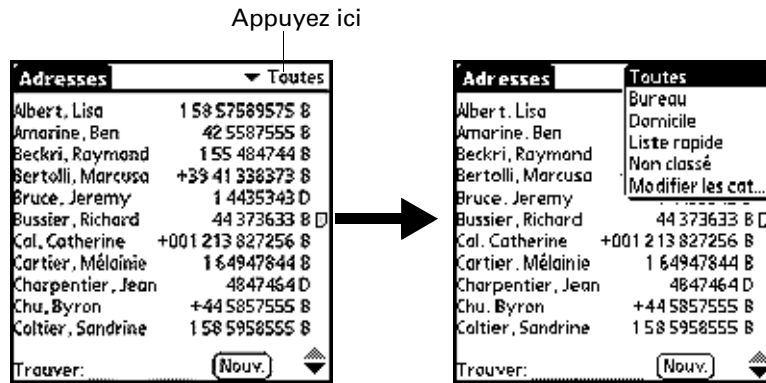 Appuyez ici
Adresses Toutes
Albert, Lisa 1 58 57589575 B
Amarine, Ben 42 5587555 B
Beckri, Raymond 1 55 484744 B
Bertolli, Marcusa +39 41 338373 B
Bruce, Jeremy 1 4435343 D
Bussier, Richard 44 373633 B
Cal, Catherine +001 213 827256 B
Cartier, Mélainie 1 64947844 B
Charpentier, Jean 4847464 D
Chu, Byron +44 5857555 B
Coltier, Sandrine 1 58 5958555 B
Trouver: Nouv.
Adresses
Toutes
Bureau
Domicile
Liste rapide
Non classé
Modifier les cat...
Albert, Lisa
Amarine, Ben
Beckri, Raymond
Bertolli, Marcusa
Bruce, Jeremy
Bussier, Richard 44 373633 B
Cal, Catherine +001 213 827256 B
Cartier, Mélainie 1 64947844 B
Charpentier, Jean 4847464 D
Chu, Byron +44 5857555 B
Coltier, Sandrine 1 58 5958555 B
Trouver: Nouv.